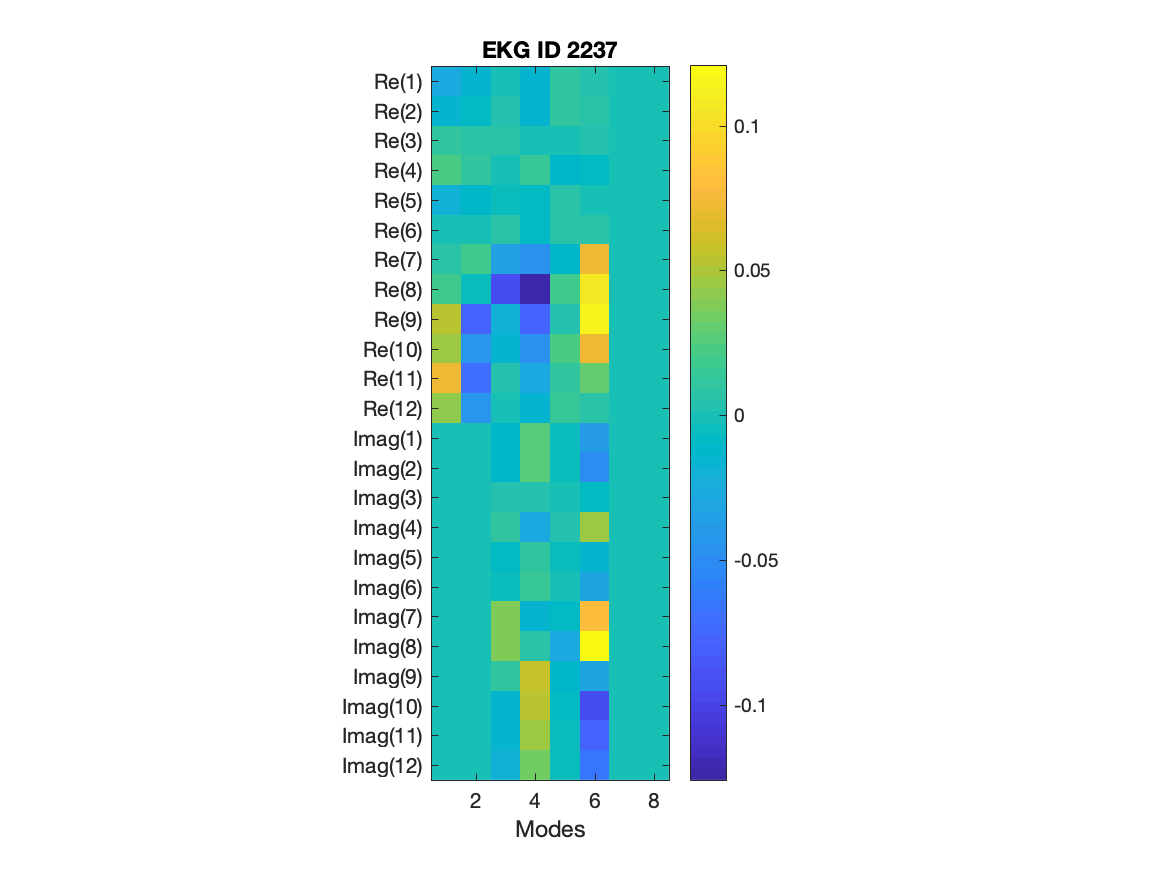 EKG ID 2237
Re(1)
Re(2)
Re(3)
Re(4)
Re(5)
Re(6)
Re(7)
Re(8)
Re(9)
Re(10)
Re(11)
Re(12)
Imag(1)
Imag(2)
Imag(3)
Imag(4)
Imag(5)
Imag(6)
Imag(7)
Imag(8)
Imag(9)
Imag(10)
Imag(11)
Imag(12)
2 4 6 8
Modes
0.1
0.05
0
-0.05
-0.1